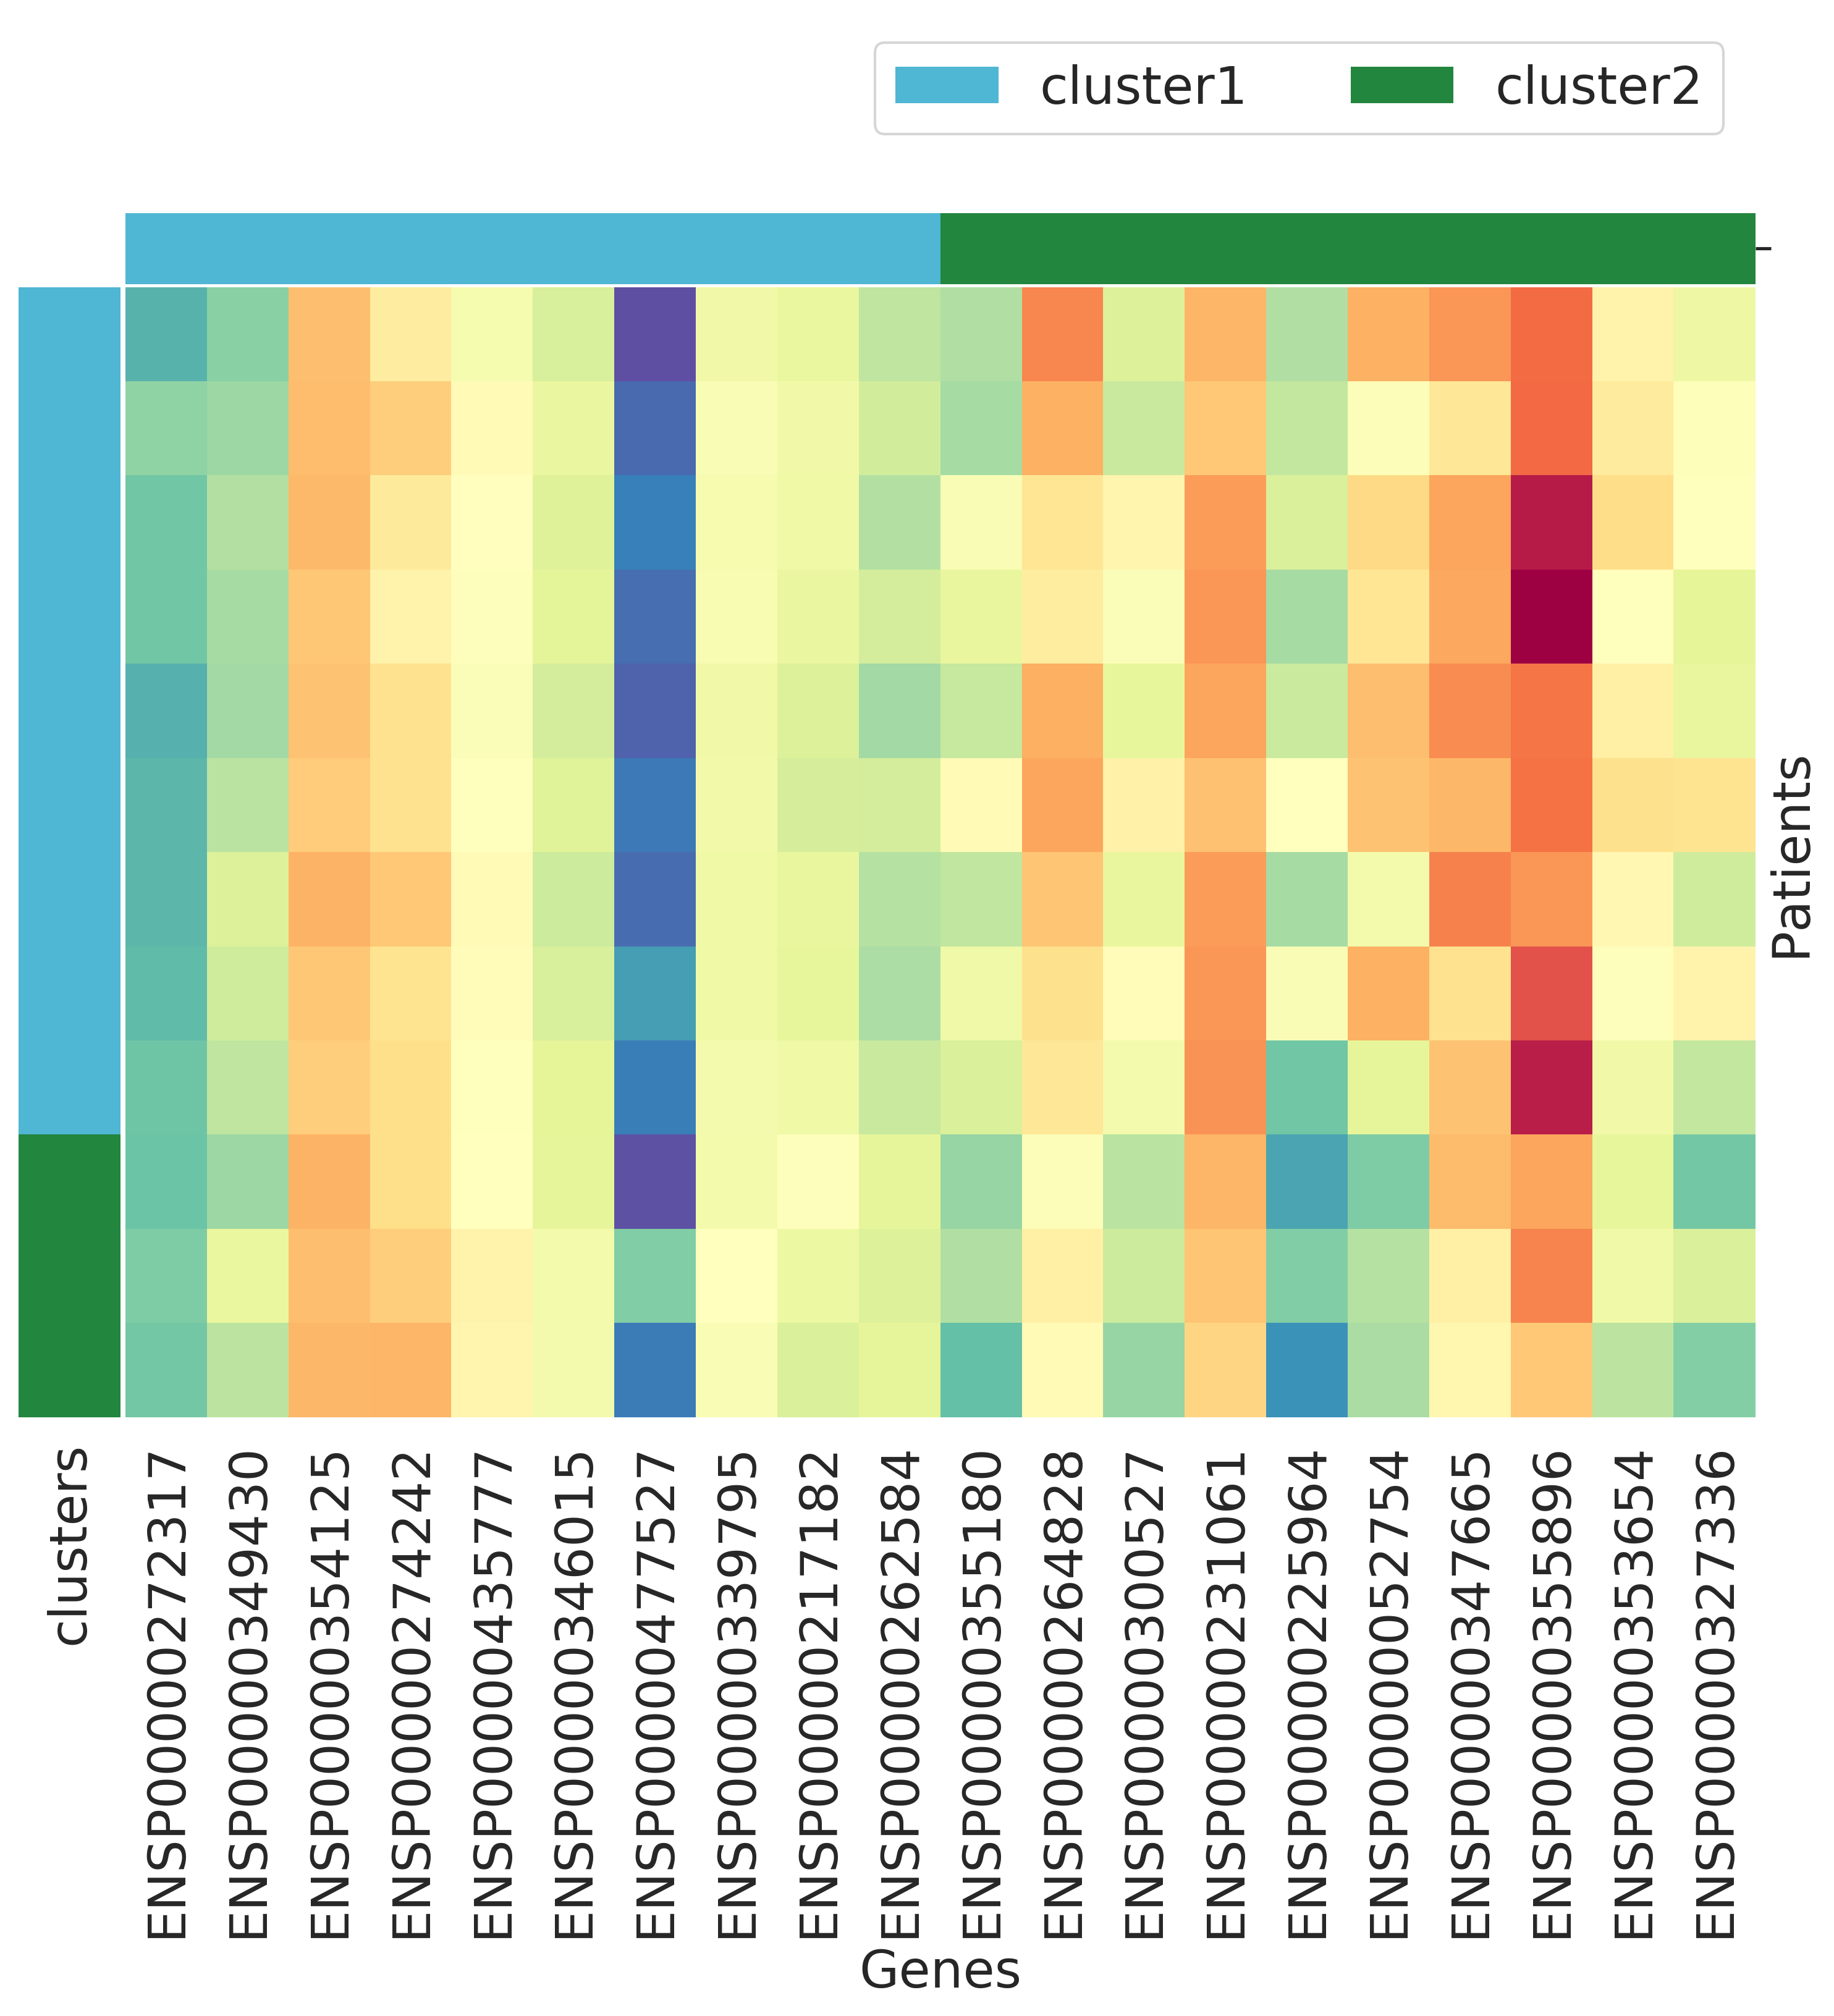 cluster1
cluster2
Patients
clusters
ENSP00000272317
ENSP00000349430
ENSP00000354125
ENSP00000274242
ENSP00000435777
ENSP00000346015
ENSP00000477527
ENSP00000339795
ENSP00000217182
ENSP00000262584
ENSP00000355180
ENSP00000264828
ENSP00000300527
ENSP00000231061
ENSP00000225964
ENSP00000052754
ENSP00000347665
ENSP00000355896
ENSP00000353654
ENSP00000327336
Genes